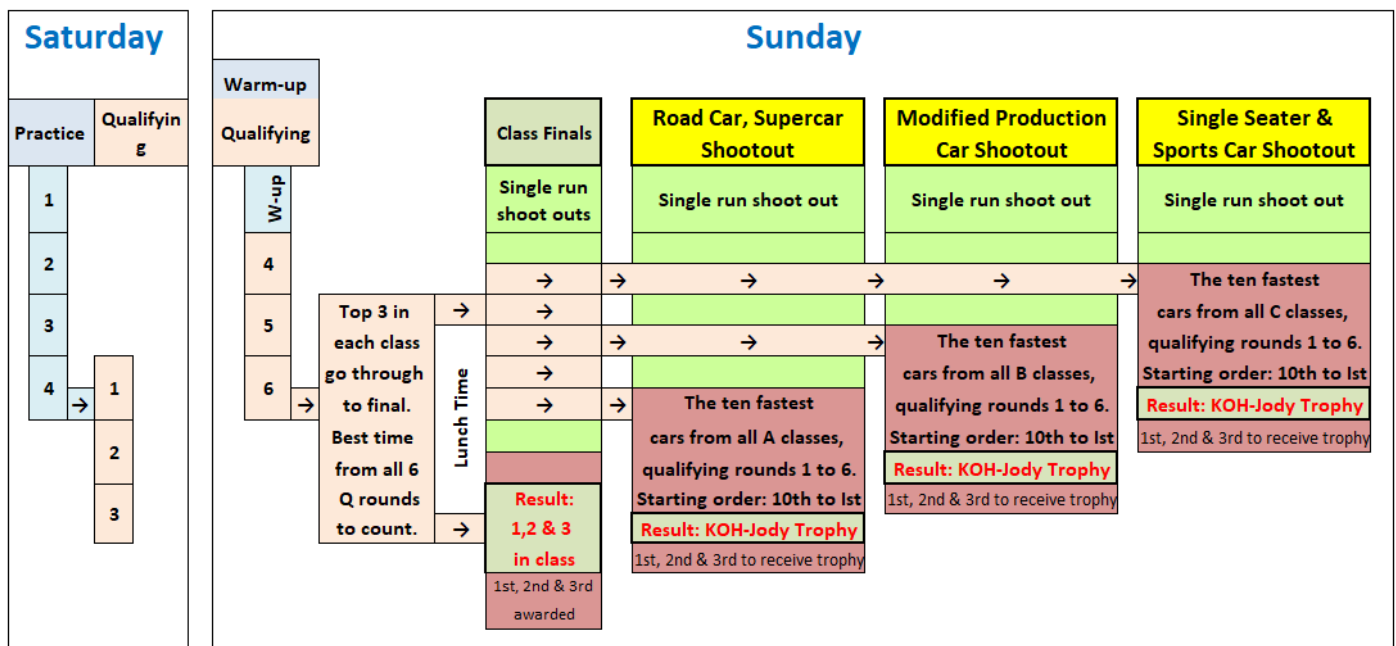 Saturday
Practice
Qualifyin
g
1
2
3
4
→
1
2
3
Sunday
Warm-up
Qualifying
W-up
4
5
6
→
Top 3 in
each class
go through
to final.
Best time
from all 6
Q rounds
to count.
→
Lunch Time
→
Class Finals
Single run
shoot outs
→ → → → → →
→
→ → → →
→
→ →
Result:
1,2 & 3
in class
1st, 2nd & 3rd
awarded
Road Car, Supercar
Shootout
Single run shoot out
The ten fastest
cars from all A classes,
qualifying rounds 1 to 6.
Starting order: 10th to Ist
Result: KOH-Jody Trophy
1st, 2nd & 3rd to receive trophy
Modified Production
Car Shootout
Single run shoot out
The ten fastest
cars from all B classes,
qualifying rounds 1 to 6.
Starting order: 10th to Ist
Result: KOH-Jody Trophy
1st, 2nd & 3rd to receive trophy
Single Seater &
Sports Car Shootout
Single run shoot out
The ten fastest
cars from all C classes,
qualifying rounds 1 to 6.
Starting order: 10th to Ist
Result: KOH-Jody Trophy
1st, 2nd & 3rd to receive trophy